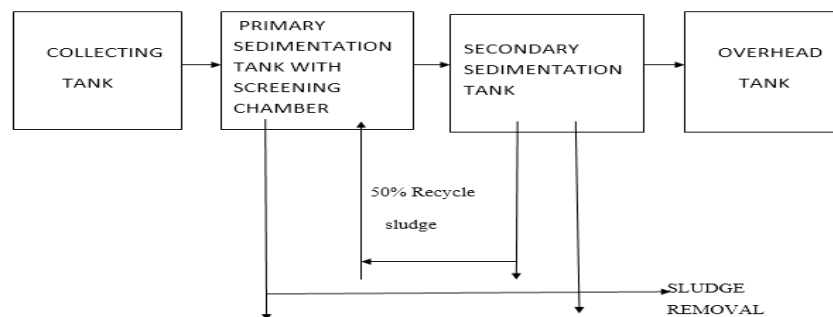 COLLECTING
TANK
PRIMARY
SEDIMENTATION
TANK WITH
SCREENING
CHAMBER
SECONDARY
SEDIMENTATION
TANK
OVERHEAD
TANK
50% Recycle
sludge
SLUDGE
REMOVAL